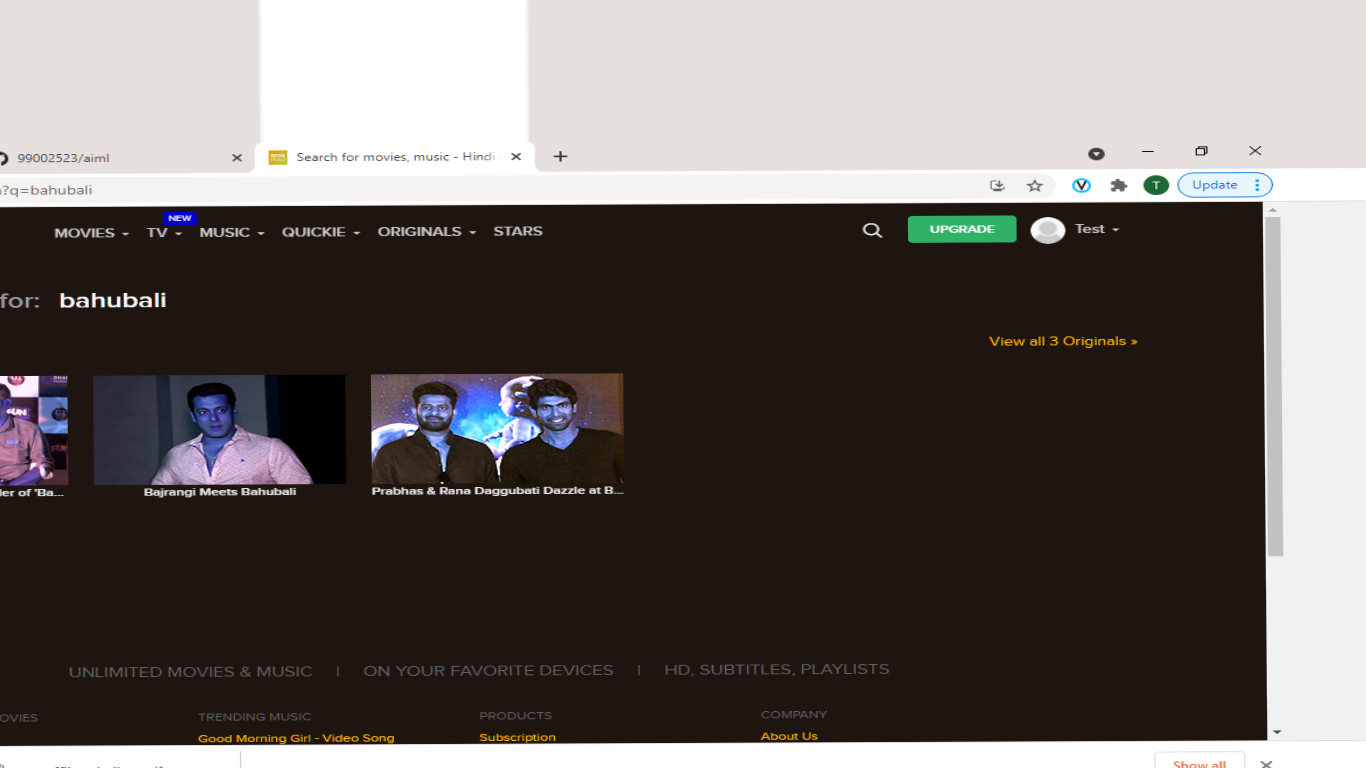 99002523/aiml
Search for movies, music - Hindi
?q=bahubali
T
Update
NEW
MOVIES TV MUSIC QUICKIE ORIGINALS STARS
UPGRADE
Test
for: bahubali
View all 3 Originals »
er of 'Ba...
Bajrangi Meets Bahubali
Prabhas & Rana Daggubati Dazzle at B...
UNLIMITED MOVIES & MUSIC | ON YOUR FAVORITE DEVICES | HD, SUBTITLES, PLAYLISTS
OVIES
TRENDING MUSIC
PRODUCTS
COMPANY
Good Morning Girl - Video Song
Subscription
About Us
Show all